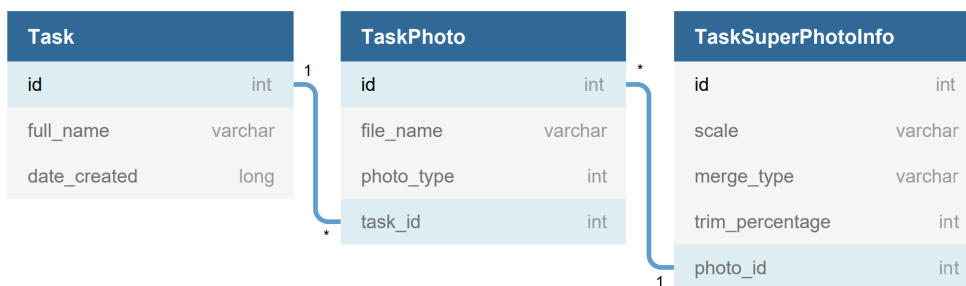 Task
id int
full_name varchar
date_created long
1
*
TaskPhoto
id int
file_name varchar
photo_type int
task_id int
*
1
TaskSuperPhotoInfo
id int
scale varchar
merge_type varchar
trim_percentage int
photo_id int